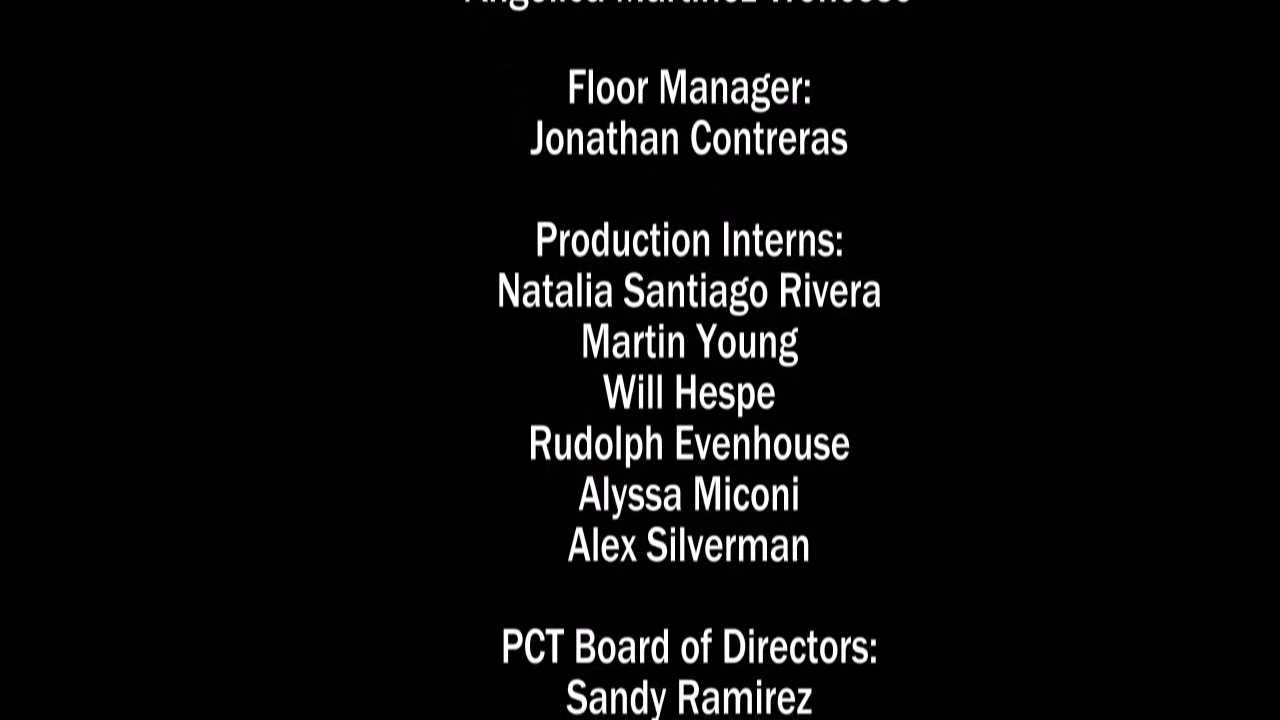 Floor Manager:
Jonathan Contreras
Production Interns:
Natalia Santiago Rivera
Martin Young
Will Hespe
Rudolph Evenhouse
Alyssa Miconi
Alex Silverman
PCT Board of Directors:
Sandy Ramirez